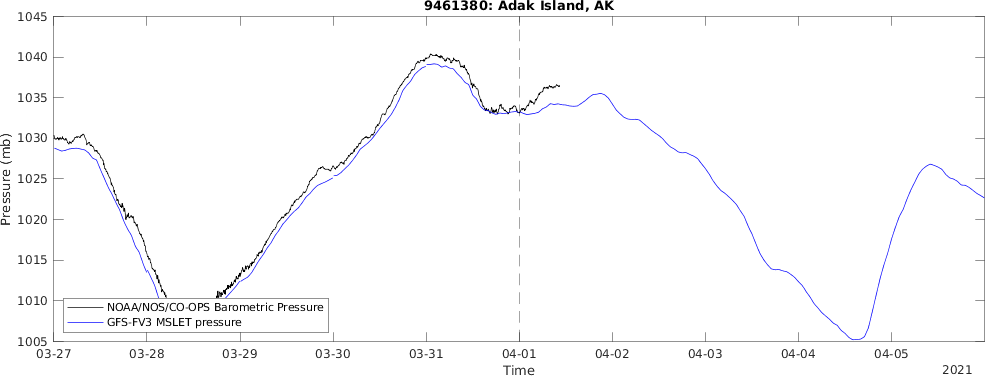 9461380: Adak Island, AK
Pressure (mb)
1045
1040
1035
1030
1025
1020
1015
1010
1005
NOAA/NOS/CO-OPS Barometric Pressure
GFS-FV3 MSLET pressure
03-27 03-28 03-29 03-30 03-31 04-01 04-02 04-03 04-04 04-05
Time
2021